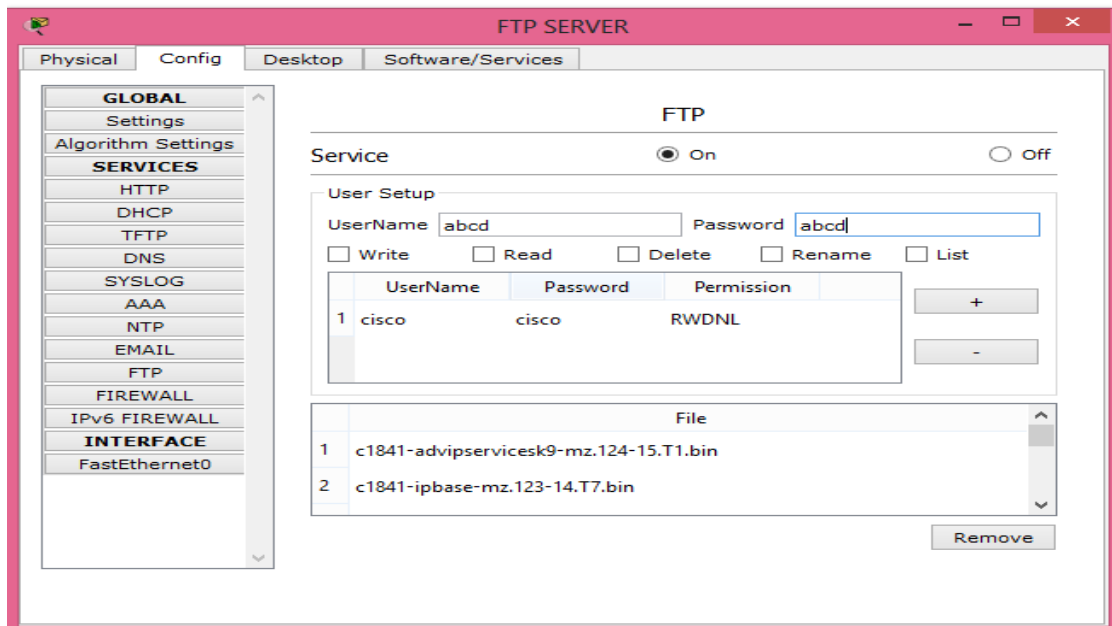 FTP SERVER
Physical Config Desktop Software/Services
GLOBAL
Settings
Algorithm Settings
SERVICES
HTTP
DHCP
TFTP
DNS
SYSLOG
AAA
NTP
EMAIL
FTP
FIREWALL
IPv6 FIREWALL
INTERFACE
FastEthernet0
FTP
Service On Off
User Setup
UserName abcd Password abcd
Write Read Delete Rename List
UserName Password Permission
1 cisco cisco RWDNL
+
-
File
1 c1841-advipservicesk9-mz.124-15.T1.bin
2 c1841-ipbase-mz.123-14.T7.bin
Remove